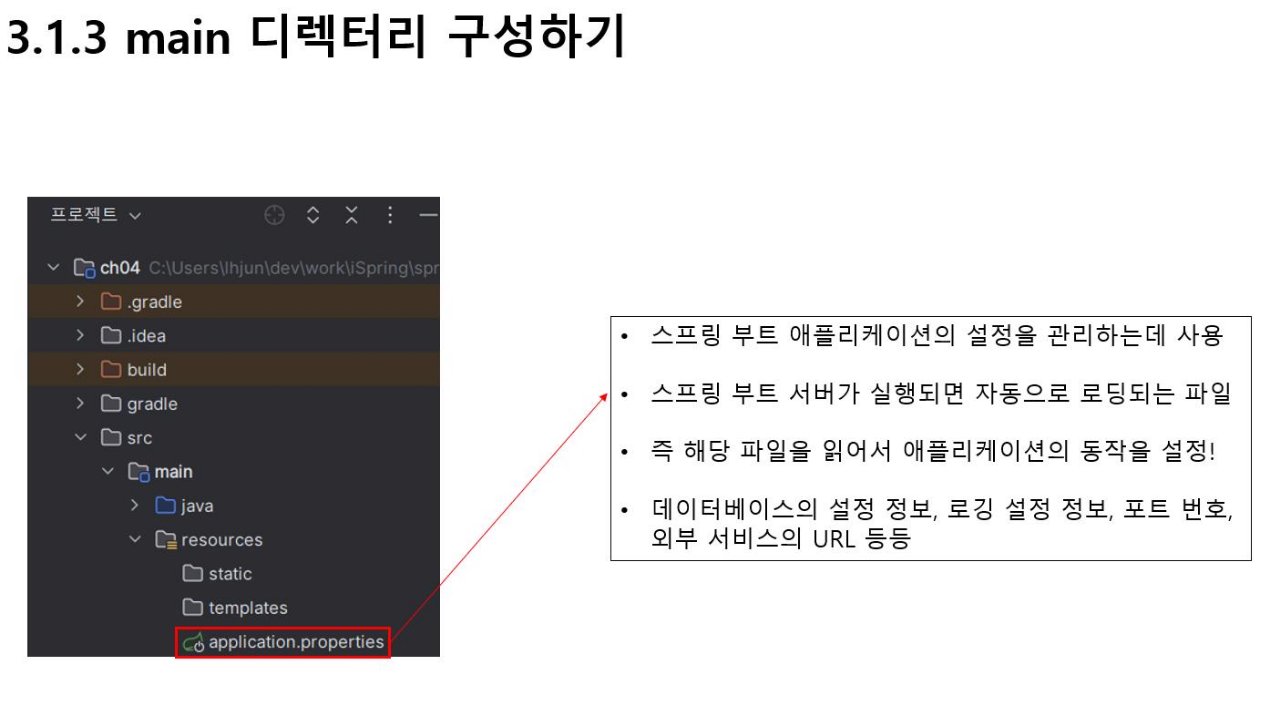 3.1.3 main 디렉터리 구성하기
프로젝트
ch04 C:\Users\lhjun\dev\work\iSpring\spr
.gradle
.idea
build
gradle
src
main
java
resources
static
templates
application.properties
• 스프링 부트 애플리케이션의 설정을 관리하는데 사용
• 스프링 부트 서버가 실행되면 자동으로 로딩되는 파일
• 즉 해당 파일을 읽어서 애플리케이션의 동작을 설정!
• 데이터베이스의 설정 정보, 로깅 설정 정보, 포트 번호,
외부 서비스의 URL 등등